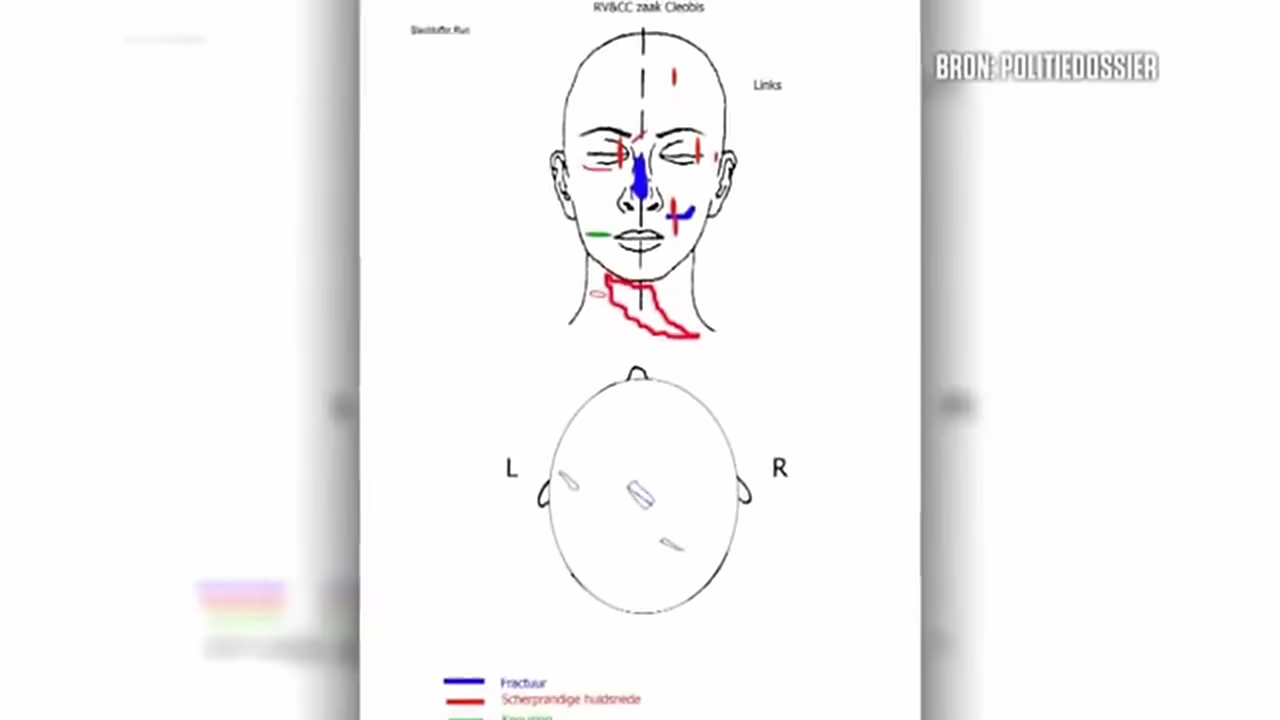 RV&CC zaak Cleobis
BRON: POLITIEDOSSIER
Links
L
R
Fractuur
Scherprandige huidsnede